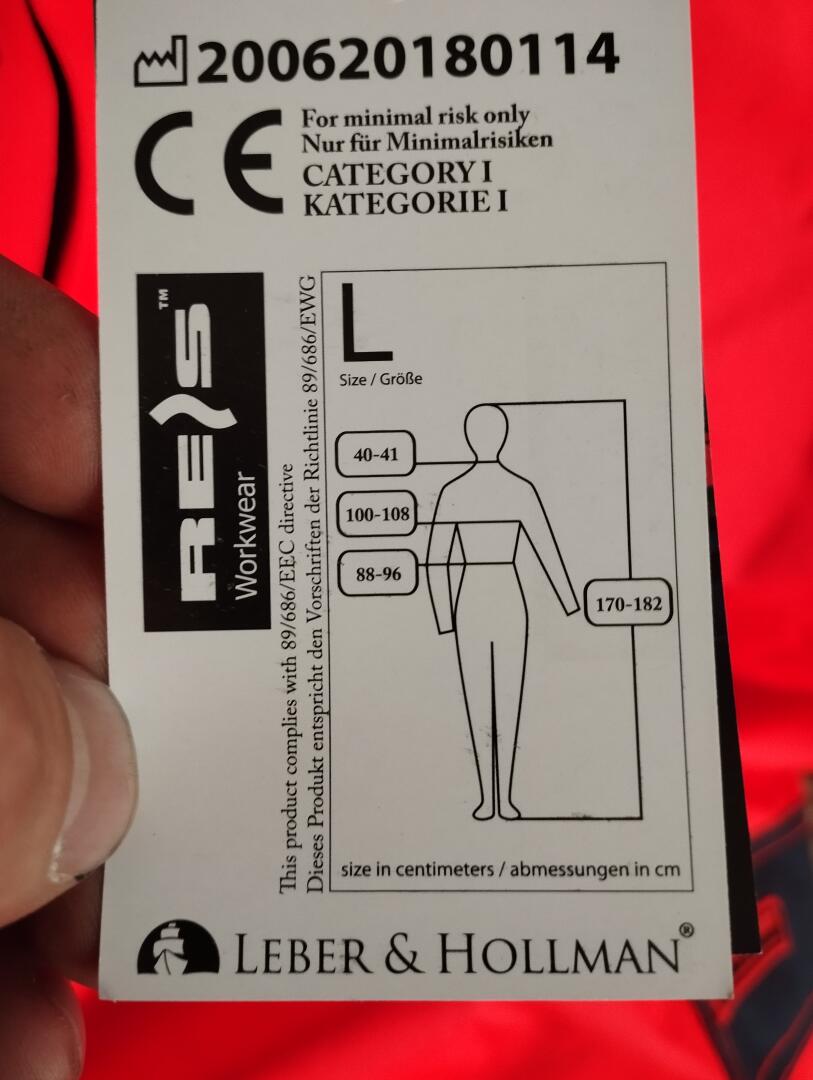 200620180114
CE
For minimal risk only
Nur für Minimalrisiken
CATEGORY I
KATEGORIE I
REIS™
Workwear
This product complies with 89/686/EEC directive
Dieses Produkt entspricht den Vorschriften der Richtlinie 89/686/EWG
L
Size / Größe
40-41
100-108
88-96
170-182
size in centimeters / abmessungen in cm
LEBER & HOLLMAN®